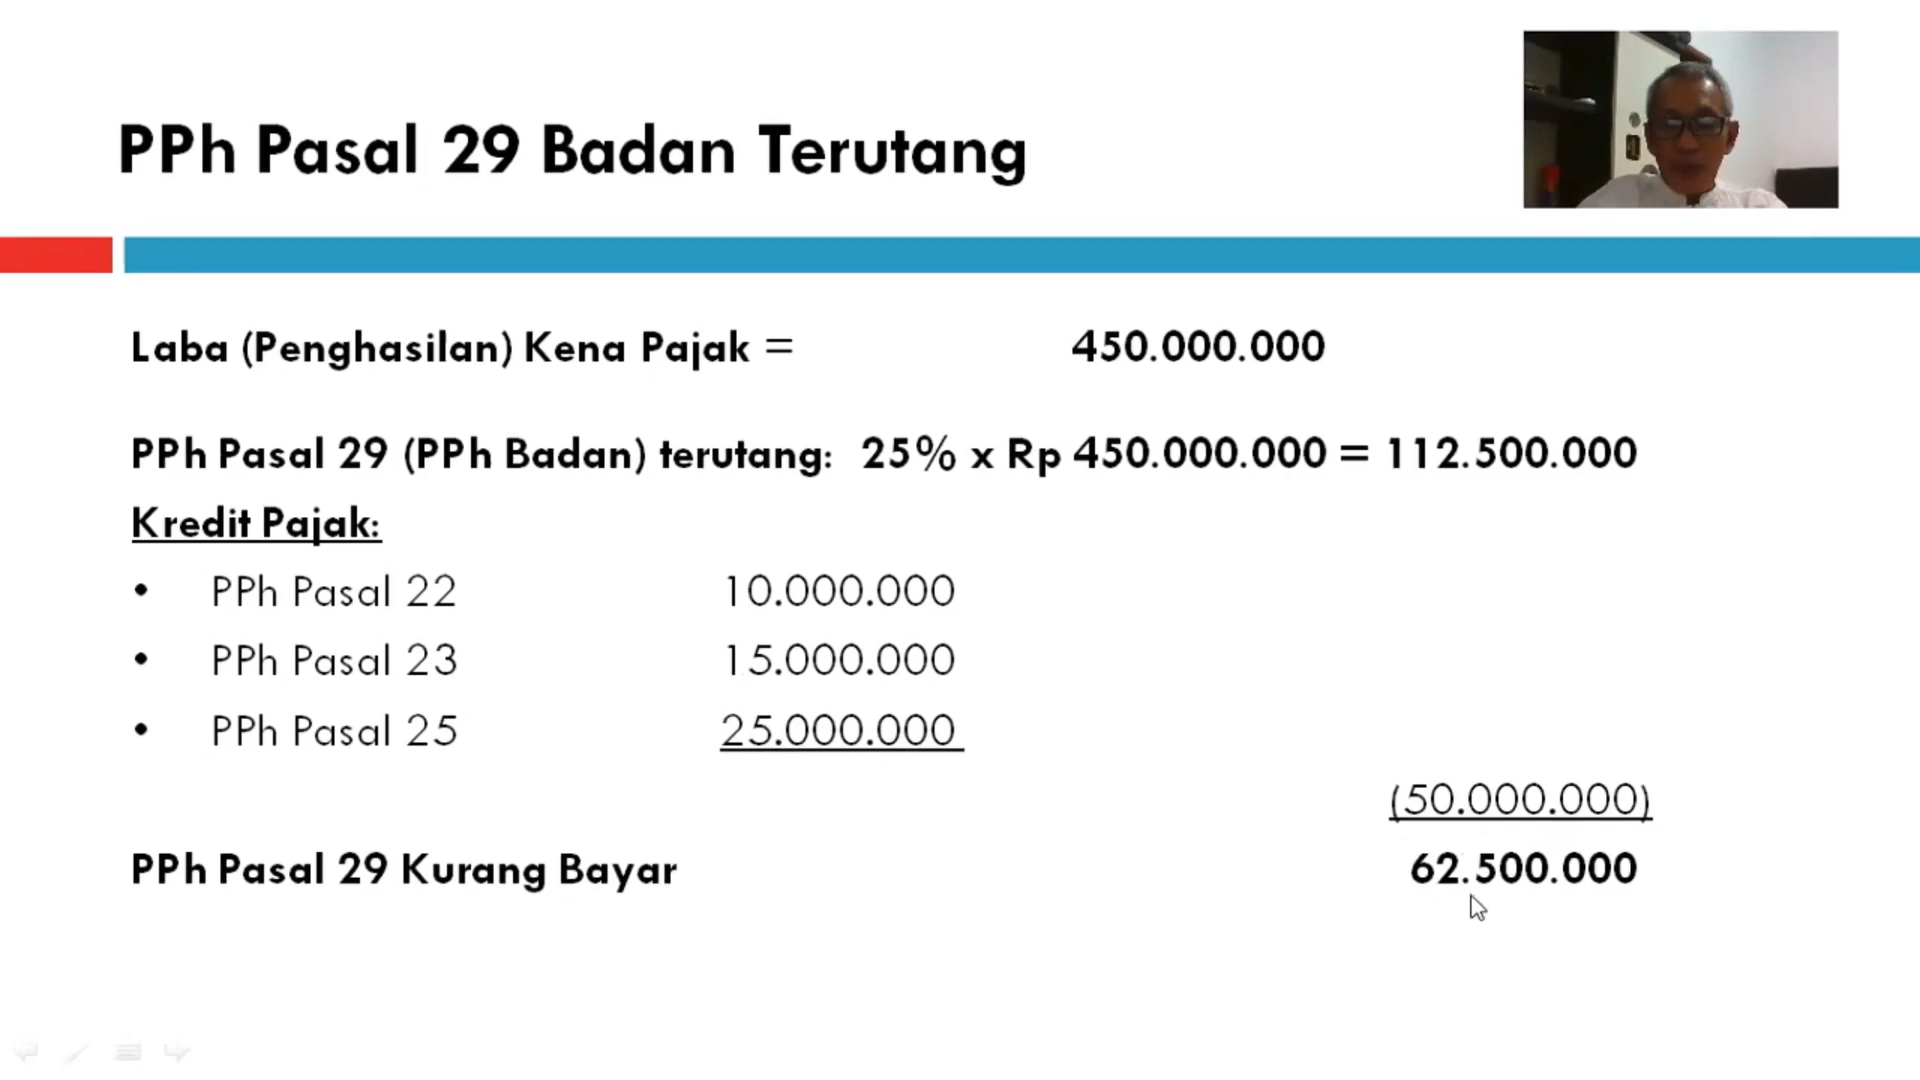 PPh Pasal 29 Badan Terutang
Laba (Penghasilan) Kena Pajak = 450.000.000
PPh Pasal 29 (PPh Badan) terutang: 25% x Rp 450.000.000 = 112.500.000
Kredit Pajak:
• PPh Pasal 22 10.000.000
• PPh Pasal 23 15.000.000
• PPh Pasal 25 25.000.000
(50.000.000)
PPh Pasal 29 Kurang Bayar 62.500.000